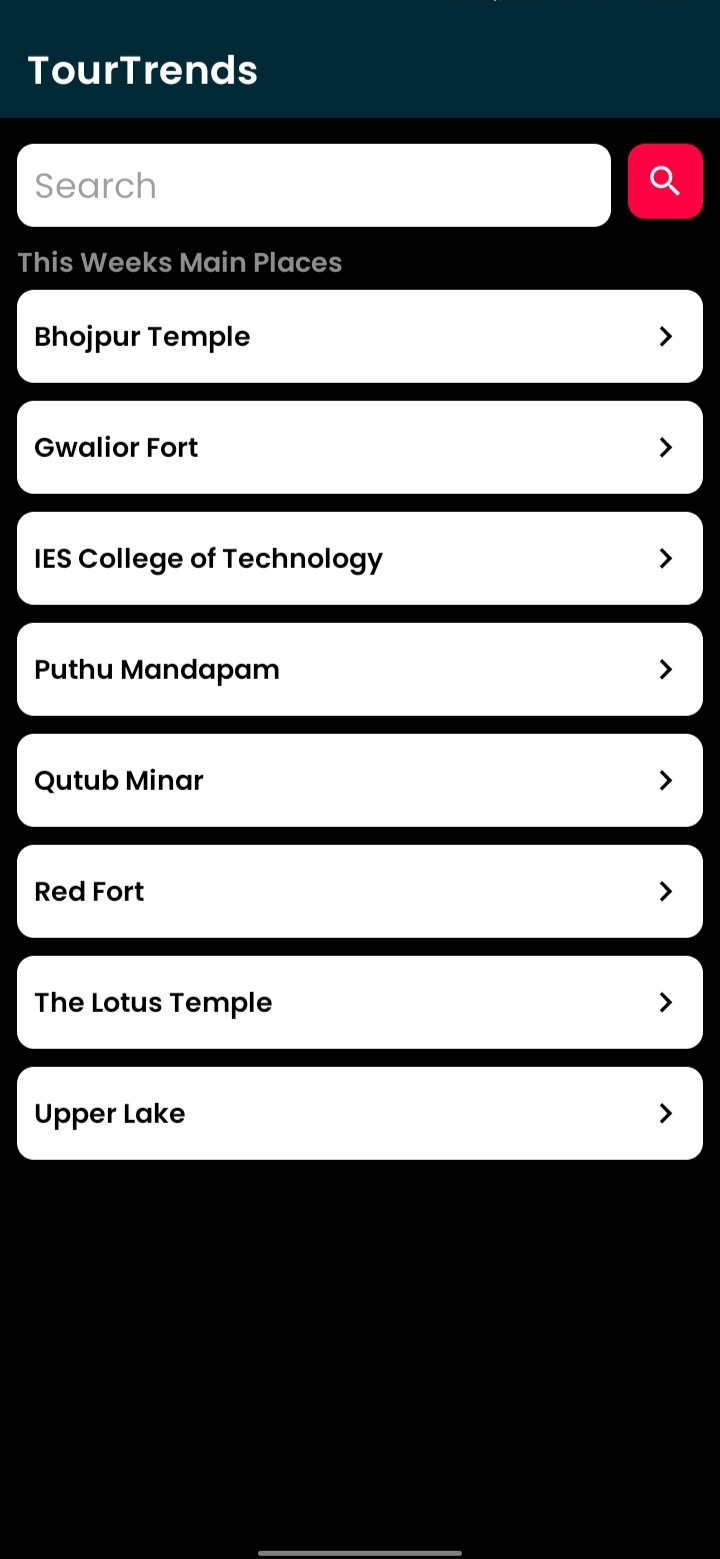 TourTrends
Search
This Weeks Main Places
Bhojpur Temple
Gwalior Fort
IES College of Technology
Puthu Mandapam
Qutub Minar
Red Fort
The Lotus Temple
Upper Lake